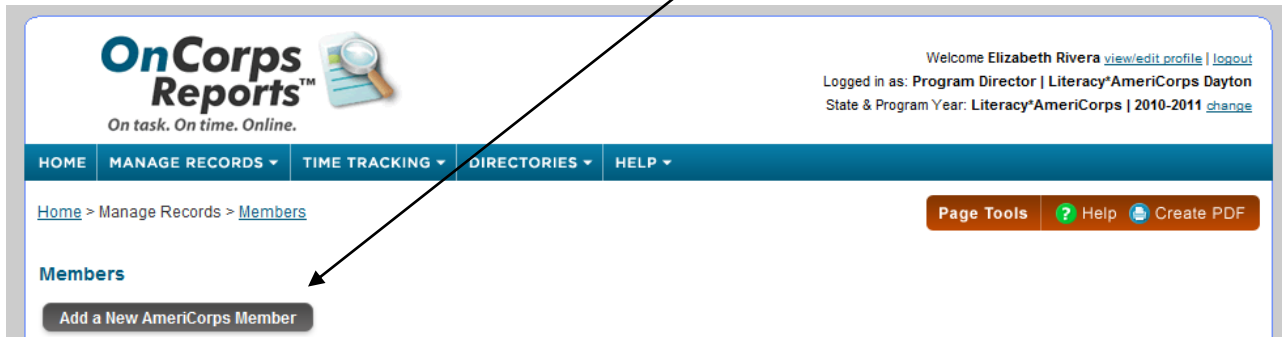 OnCorps
Reports™
On task. On time. Online.
Welcome Elizabeth Rivera view/edit profile | logout
Logged in as: Program Director | Literacy*AmeriCorps Dayton
State & Program Year: Literacy*AmeriCorps | 2010-2011 change
HOME MANAGE RECORDS TIME TRACKING DIRECTORIES HELP
Home > Manage Records > Members
Page Tools ? Help Create PDF
Members
Add a New AmeriCorps Member